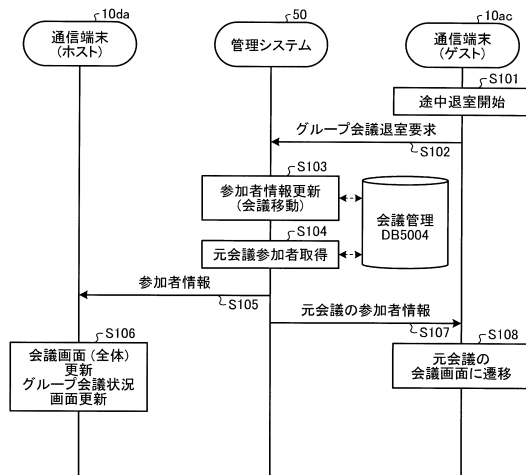 10da
50
10ac
通信端末
(ホスト)
管理システム
通信端末
(ゲスト)
S101
途中退室開始
グループ会議退室要求
S102
S103
参加者情報更新
(会議移動)
会議管理
DB5004
S104
元会議参加者取得
参加者情報
S105
元会議の参加者情報
S107
S106
会議画面(全体)
更新
グループ会議状況
画面更新
S108
元会議の
会議画面に遷移